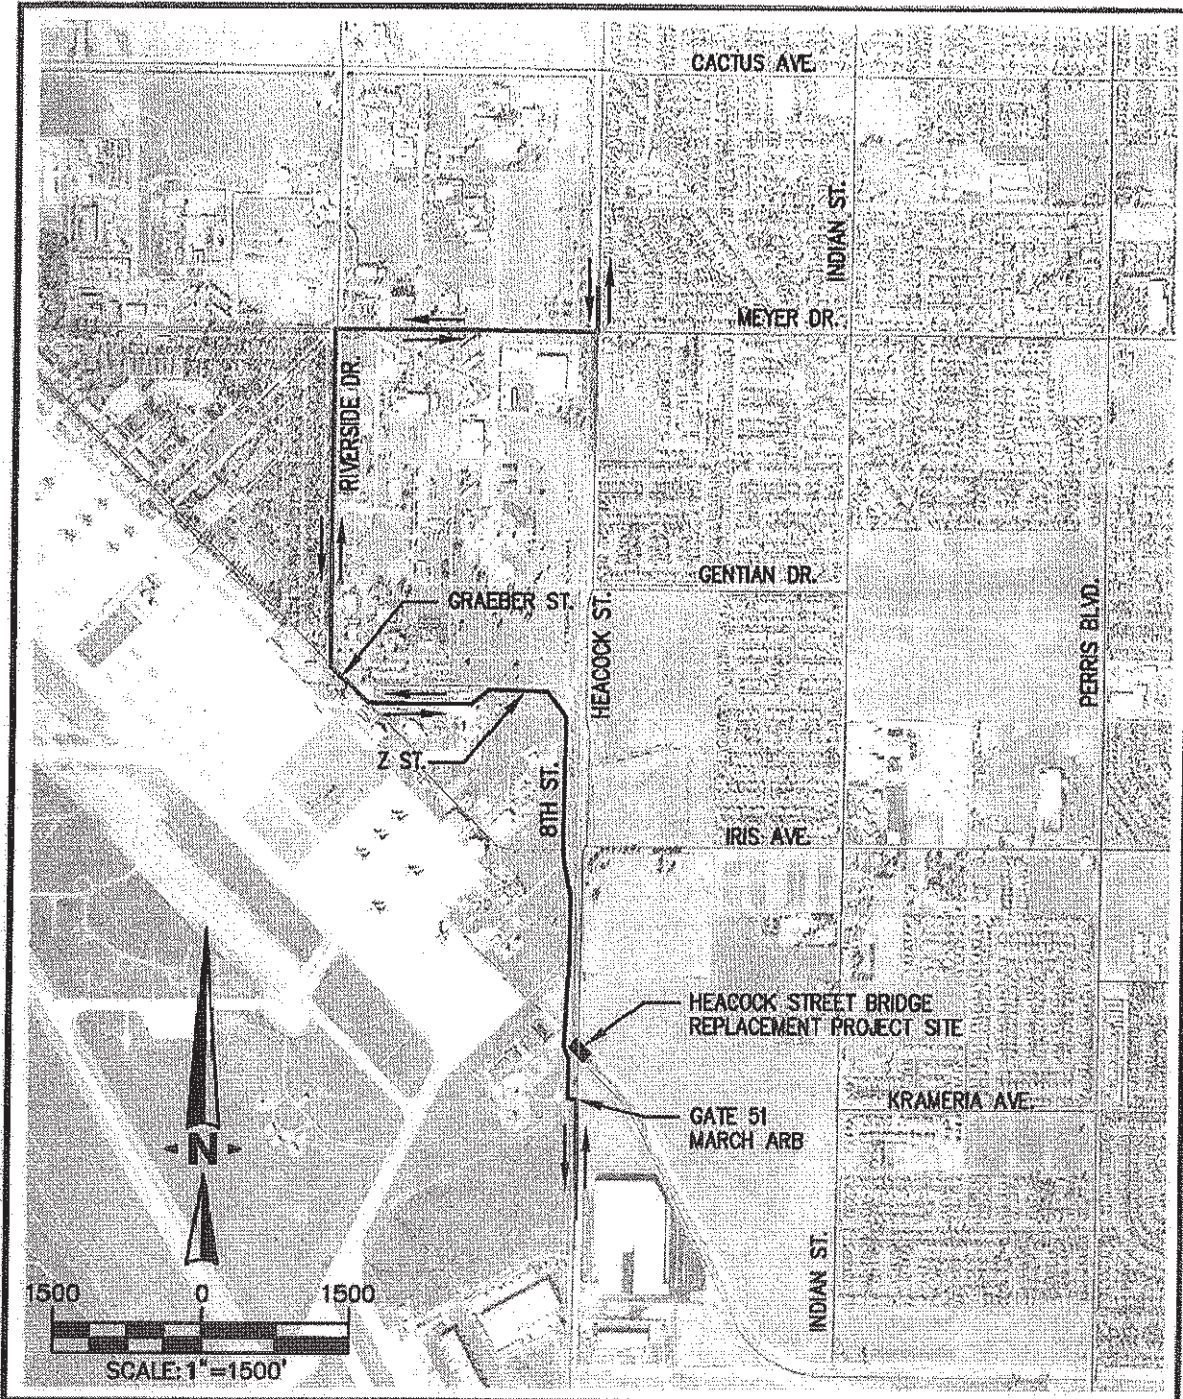 CACTUS AVE.
INDIAN ST.
MEYER DR.
RIVERSIDE DR.
GENTIAN DR.
GRAEBER ST.
HEACOCK ST.
PERRIS BLVD.
Z ST.
8TH ST.
IRIS AVE.
HEACOCK STREET BRIDGE
REPLACEMENT PROJECT SITE
KRAMERIA AVE.
GATE 51
MARCH ARB
N
INDIAN ST.
1500 0 1500
SCALE: 1"=1500'